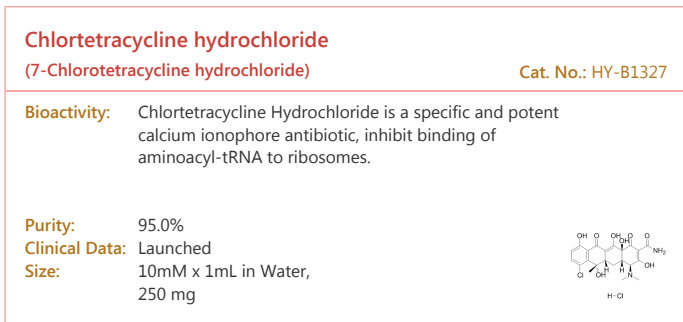 Chlortetracycline hydrochloride
(7-Chlorotetracycline hydrochloride)
Cat. No.: HY-B1327
Bioactivity: Chlortetracycline Hydrochloride is a specific and potent
calcium ionophore antibiotic, inhibit binding of
aminoacyl-tRNA to ribosomes.
Purity: 95.0%
Clinical Data: Launched
Size: 10mM x 1mL in Water,
250 mg
OH O OH O O
OH NH₂
Cl OH H H N OH
H-Cl